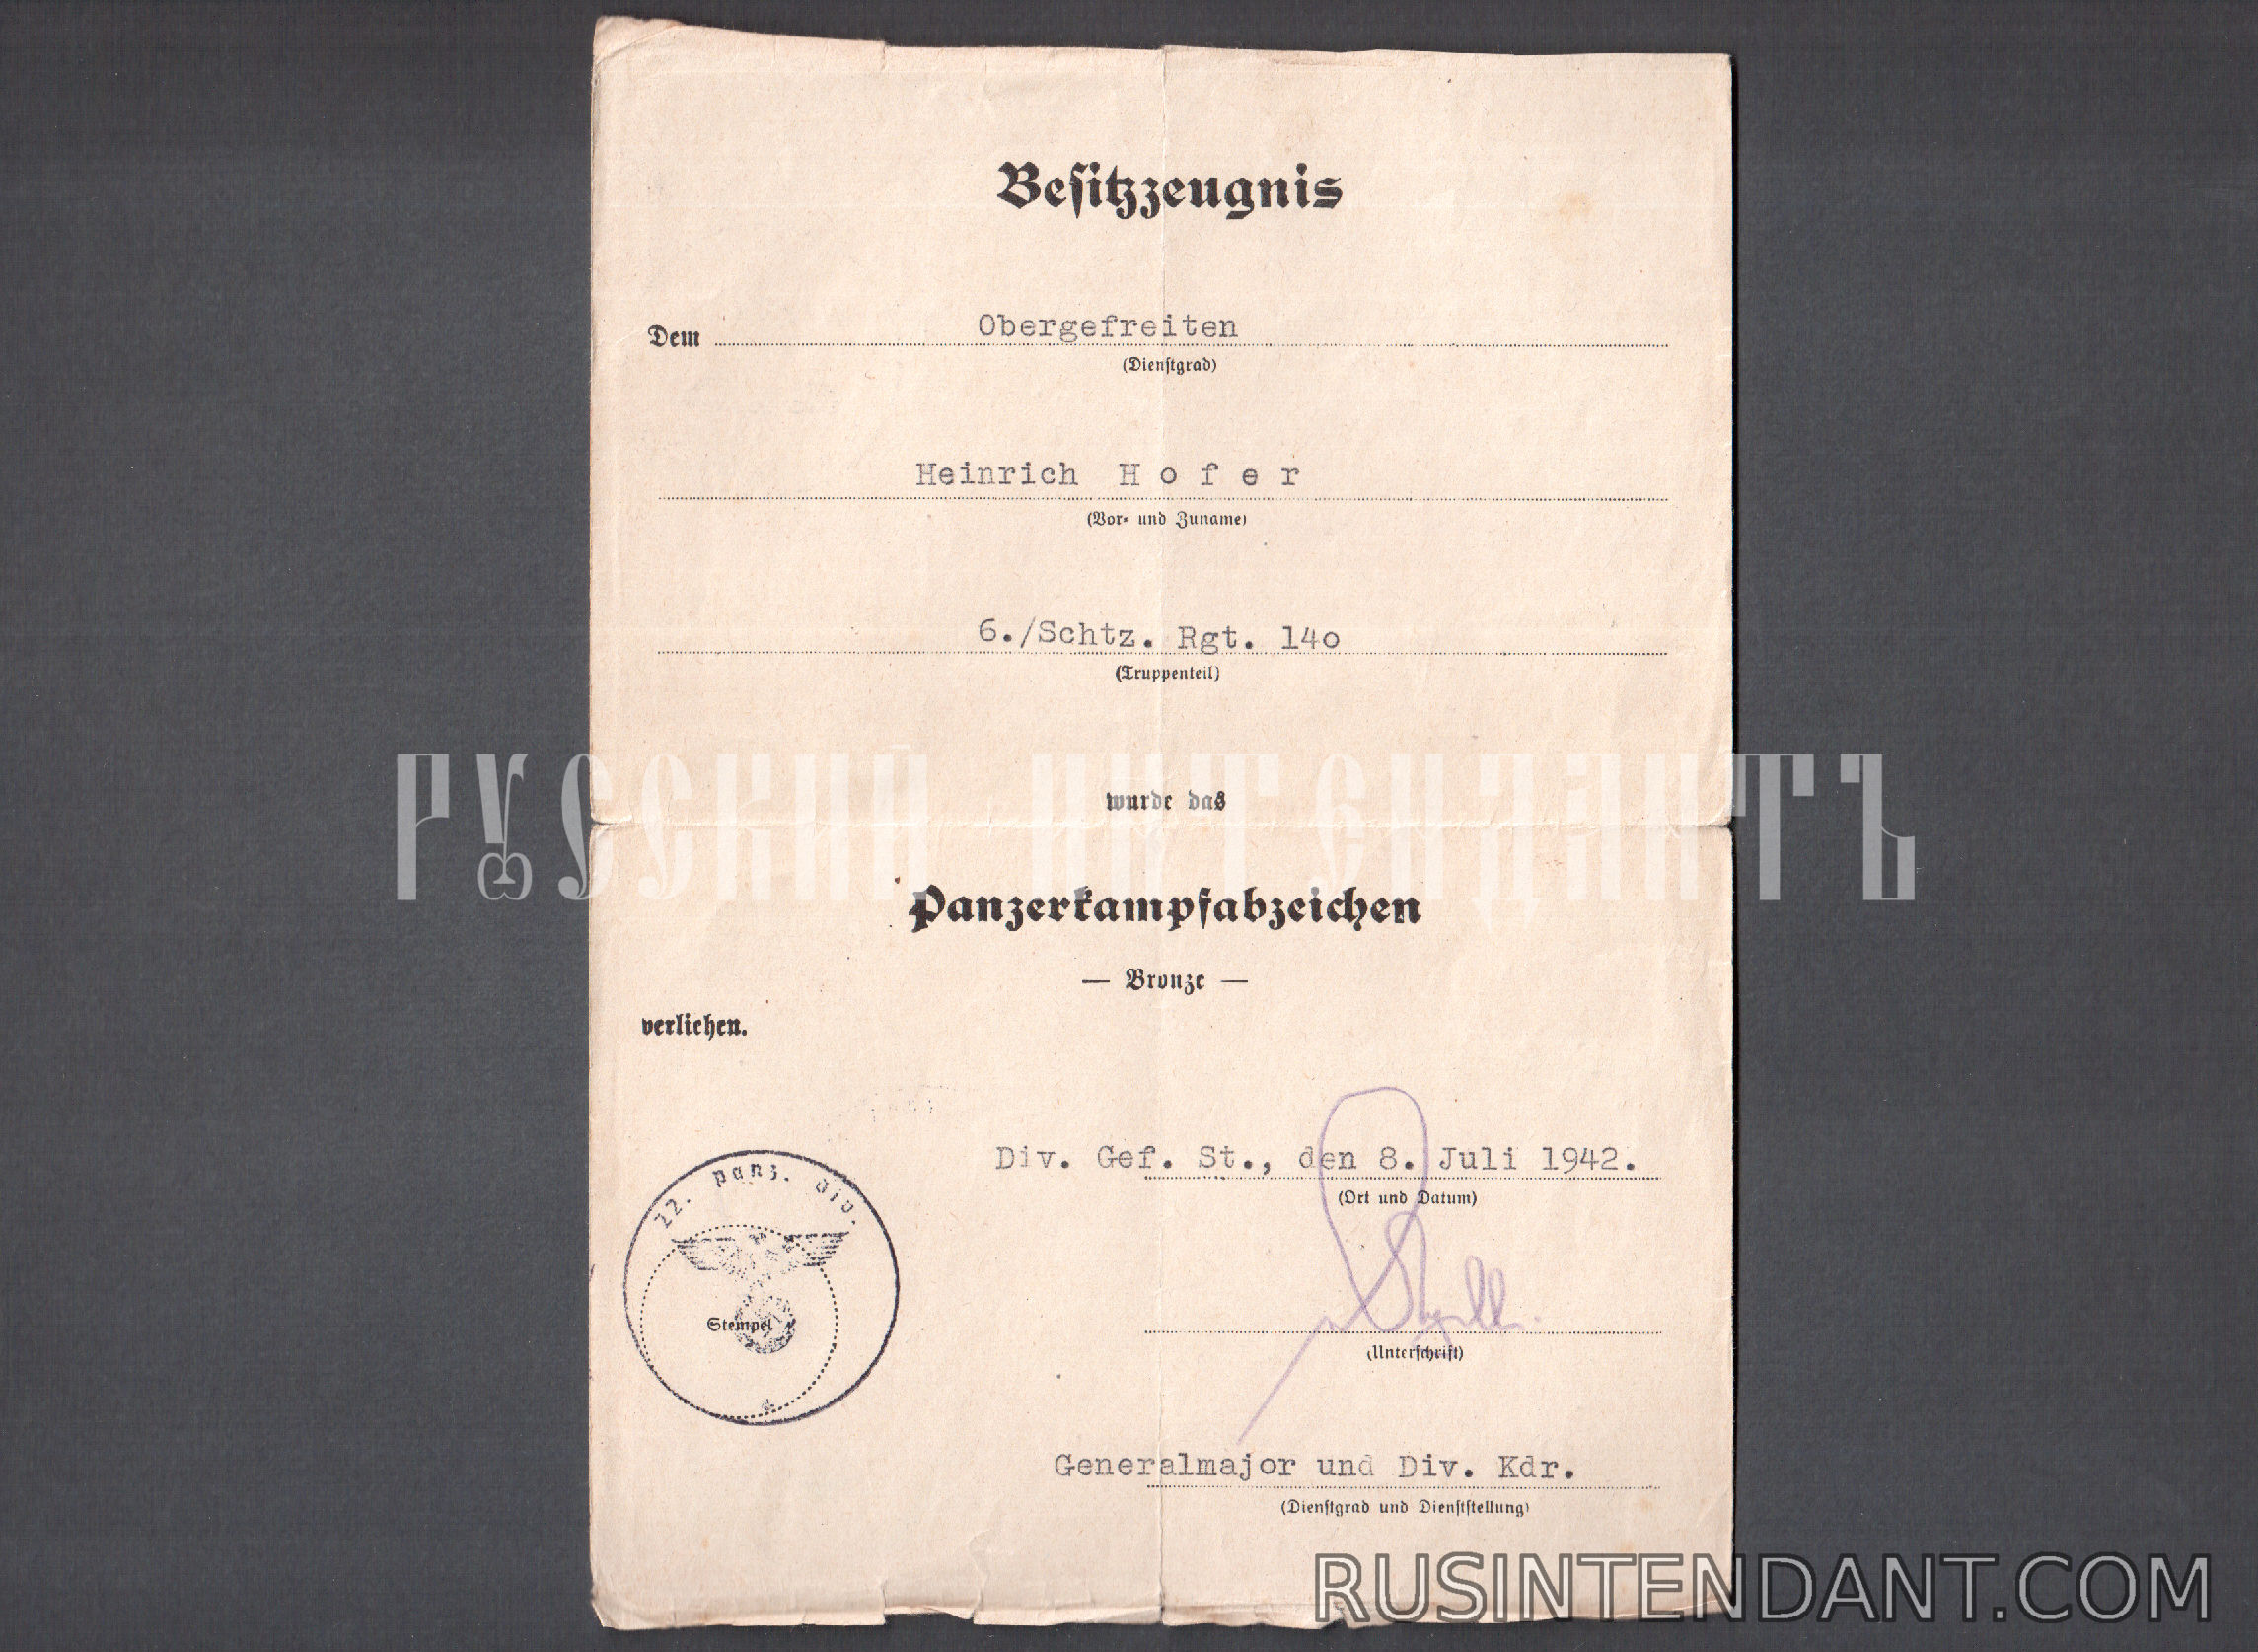 Besitzzeugnis
Dem Obergefreiten
(Dienstgrad)
Heinrich H o f e r
(Vor- und Zuname)
6./Schtz. Rgt. 14o
(Truppenteil)
РУССКИЙ ИНТЕНДАНТЪ
wurde das
Panzerkampfabzeichen
— Bronze —
verliehen.
22. Panz. Div.
Stempel
Div. Gef. St., den 8. Juli 1942.
(Ort und Datum)
(Unterschrift)
Generalmajor und Div. Kdr.
(Dienstgrad und Dienststellung)
RUSINTENDANT.COM